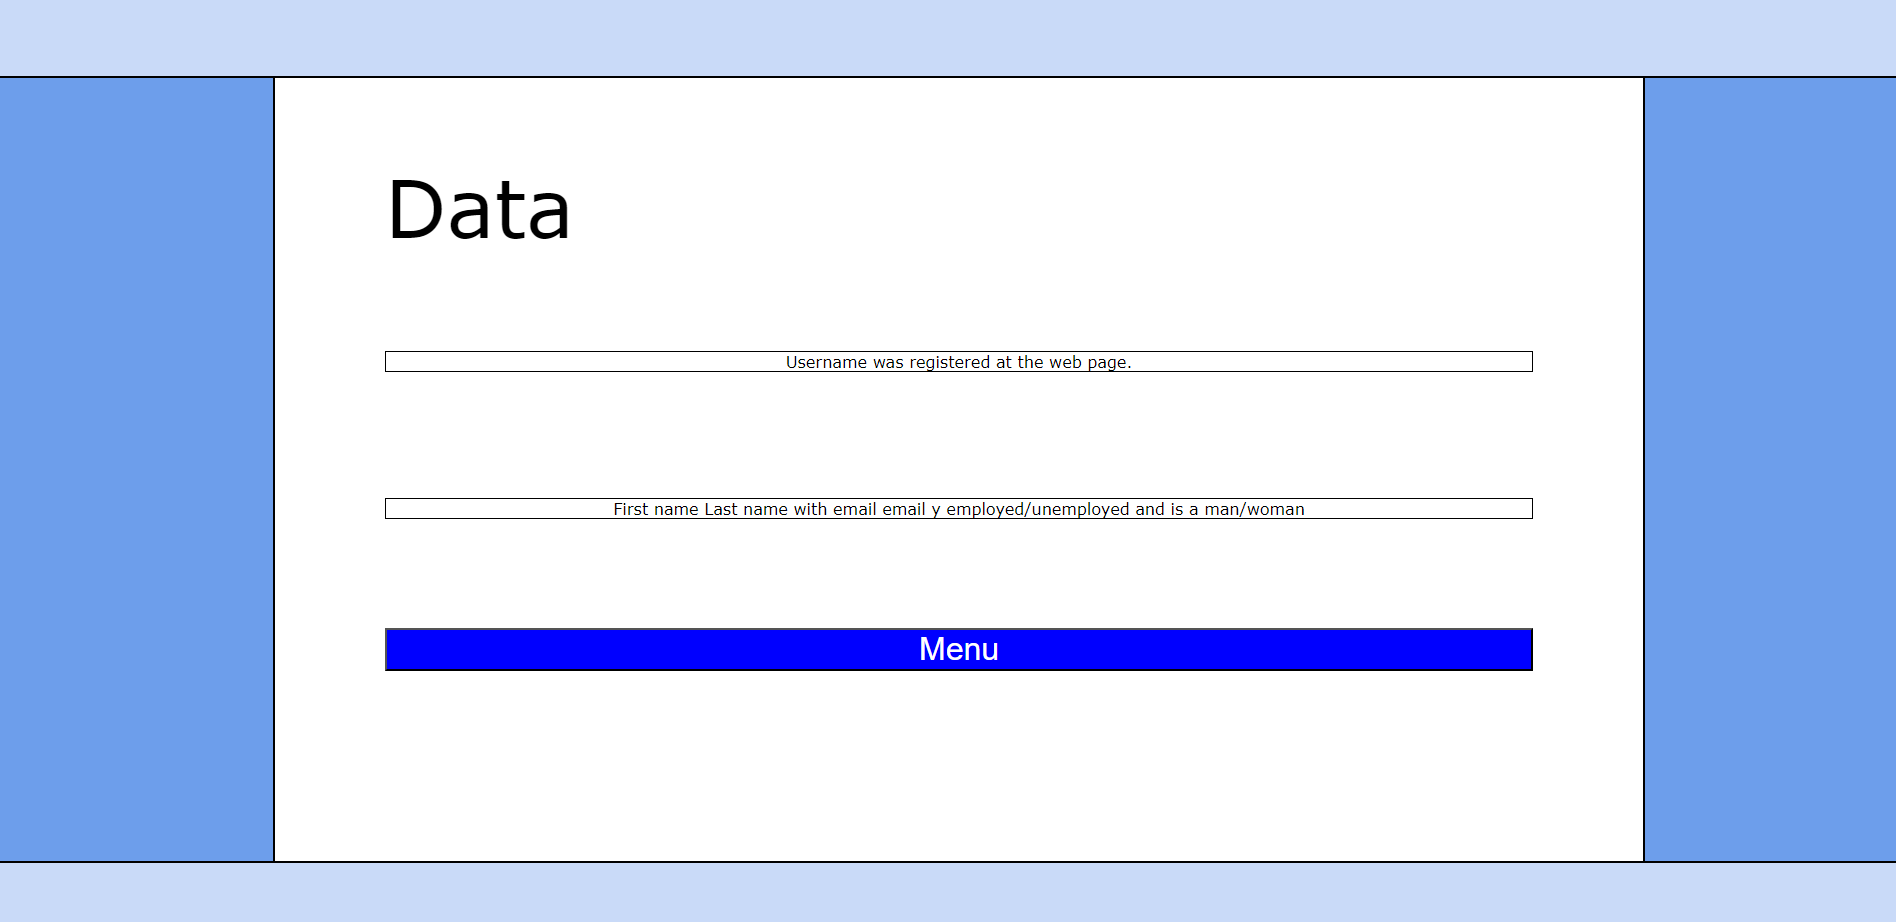 Data
Username was registered at the web page.
First name Last name with email email y employed/unemployed and is a man/woman
Menu